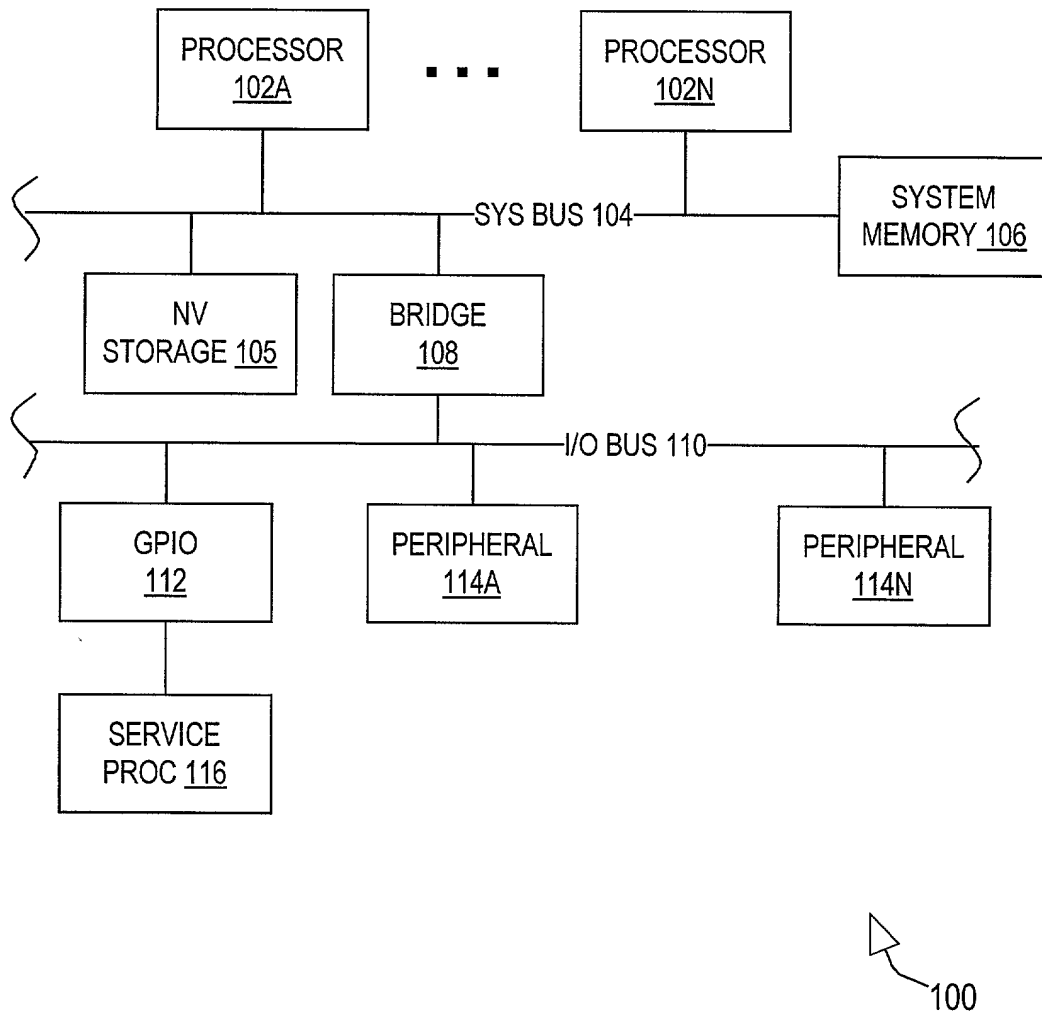 PROCESSOR
102A
PROCESSOR
102N
SYSTEM
MEMORY 106
SYS BUS 104
NV
STORAGE 105
BRIDGE
108
I/O BUS 110
GPIO
112
PERIPHERAL
114A
PERIPHERAL
114N
SERVICE
PROC 116
100